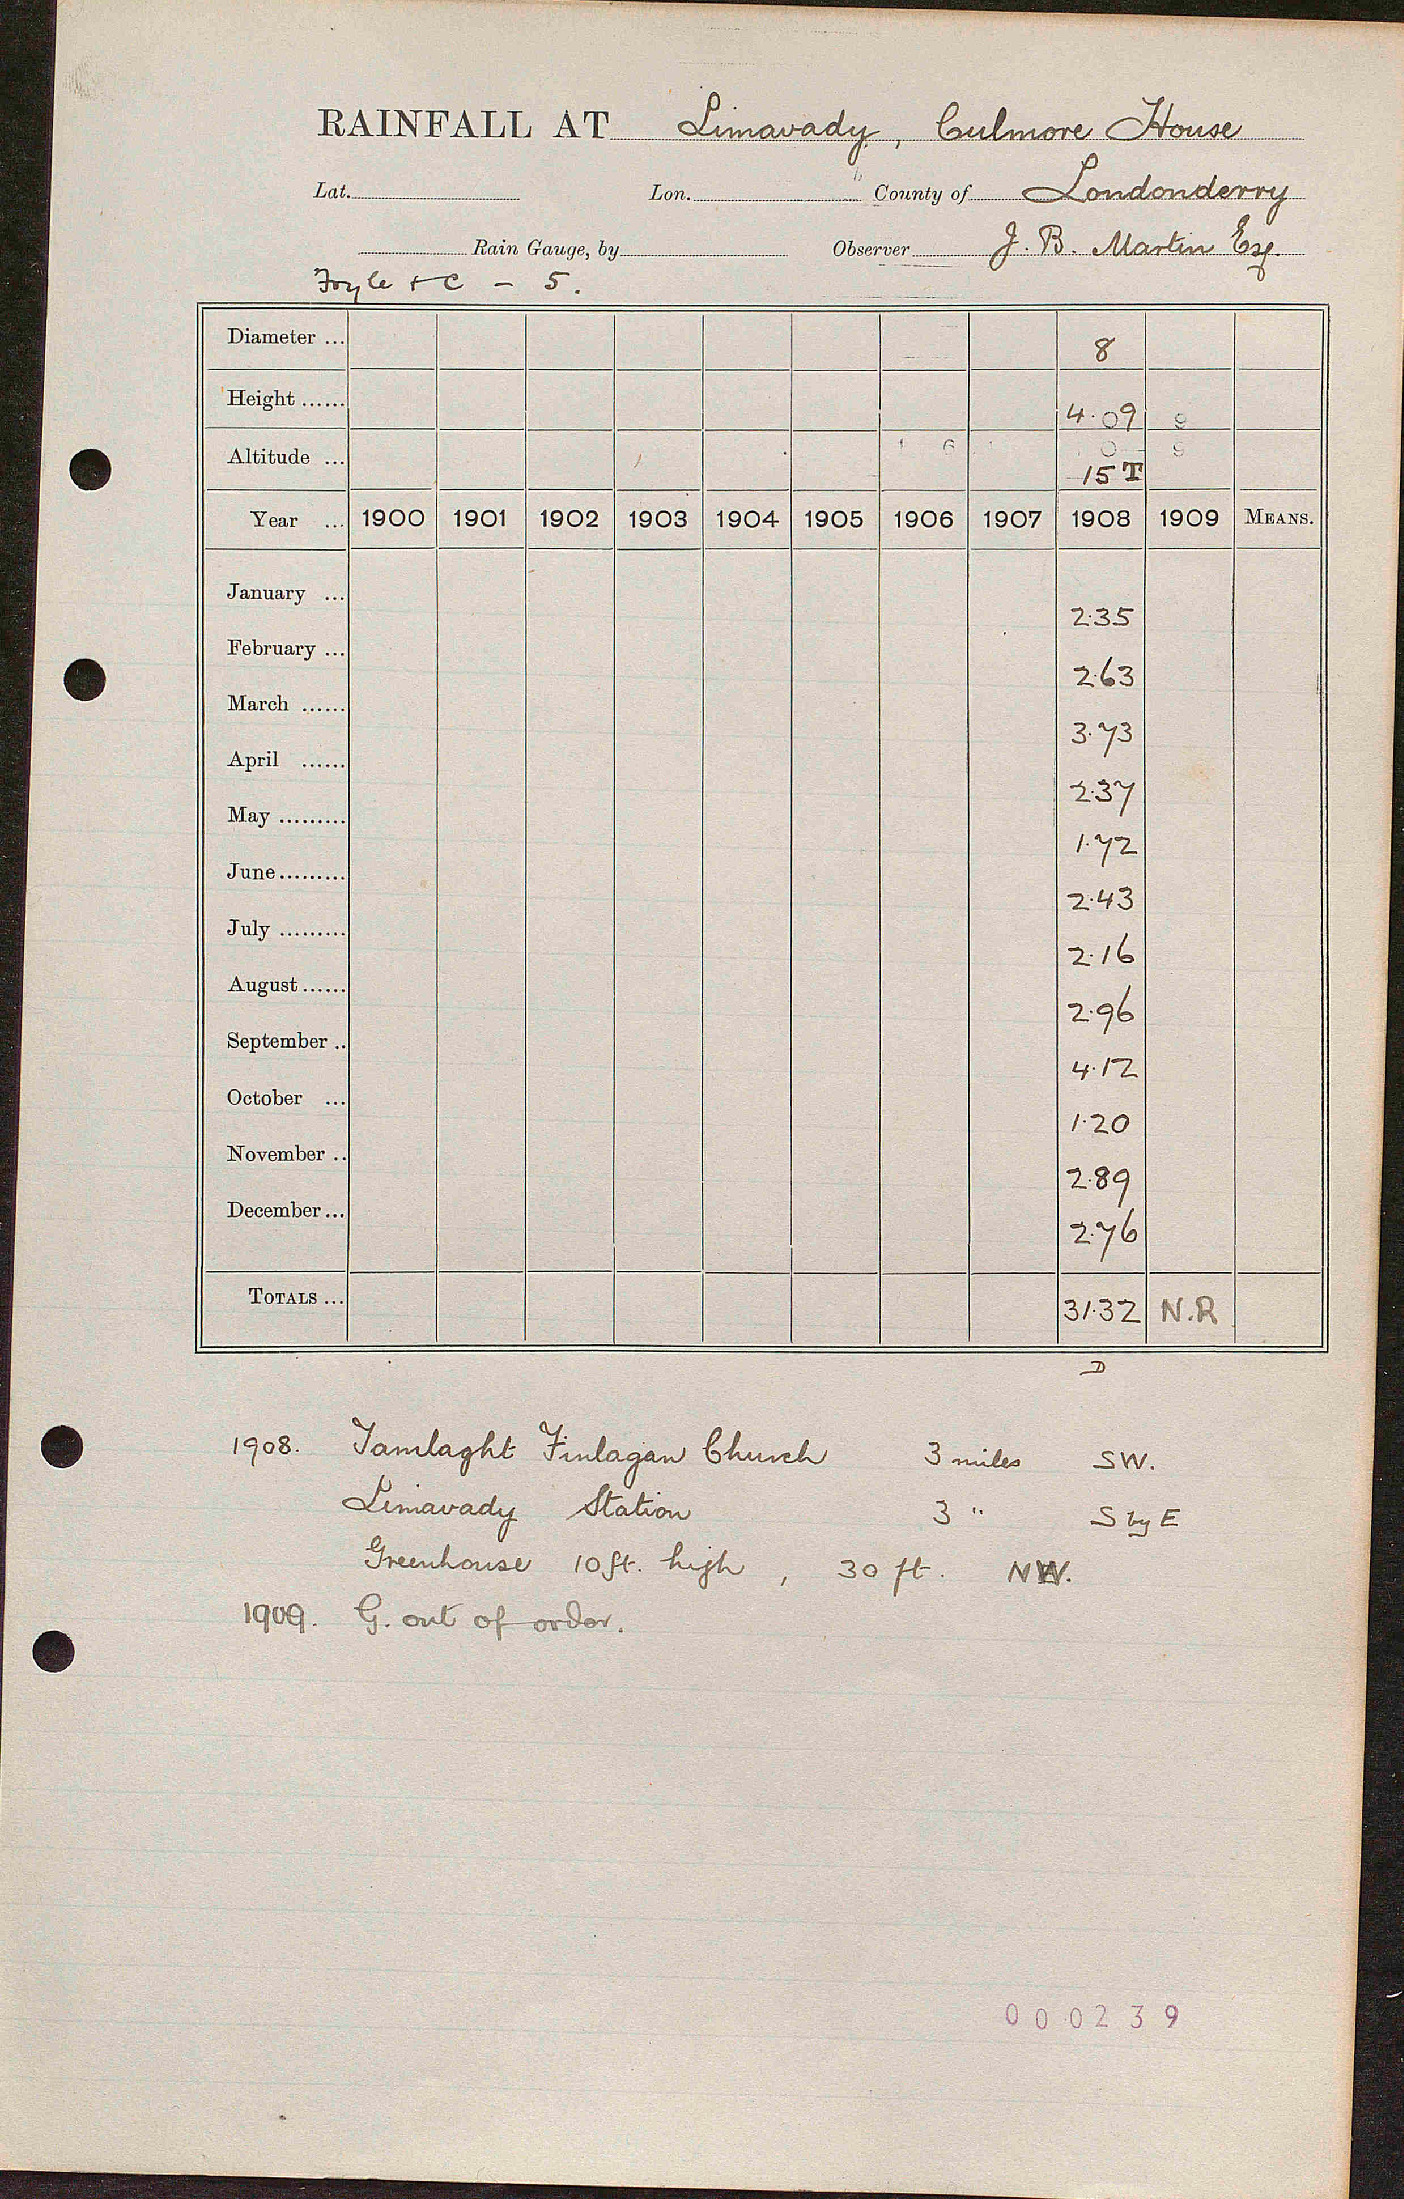 RAINFALL AT Limavady, Culmore House
Lat. Lon. County of Londonderry
Rain Gauge, by Observer J. B. Martin Esq.
Foyle & C - 5.
Diameter ... 8
Height ...... 4.09
Altitude ... 15 T
Year ... 1900 1901 1902 1903 1904 1905 1906 1907 1908 1909 MEANS.
January ... 2.35
February ... 2.63
March ...... 3.73
April ...... 2.37
May ......... 1.72
June......... 2.43
July ......... 2.16
August ...... 2.96
September .. 4.12
October ... 1.20
November .. 2.89
December ... 2.76
TOTALS ... 31.32 N.R
D
1908. Tamlaght Finlagan Church 3 miles SW.
Limavady Station 3 " S by E
Greenhouse 10 ft. high, 30 ft. NW.
1909. G. out of order.
000239